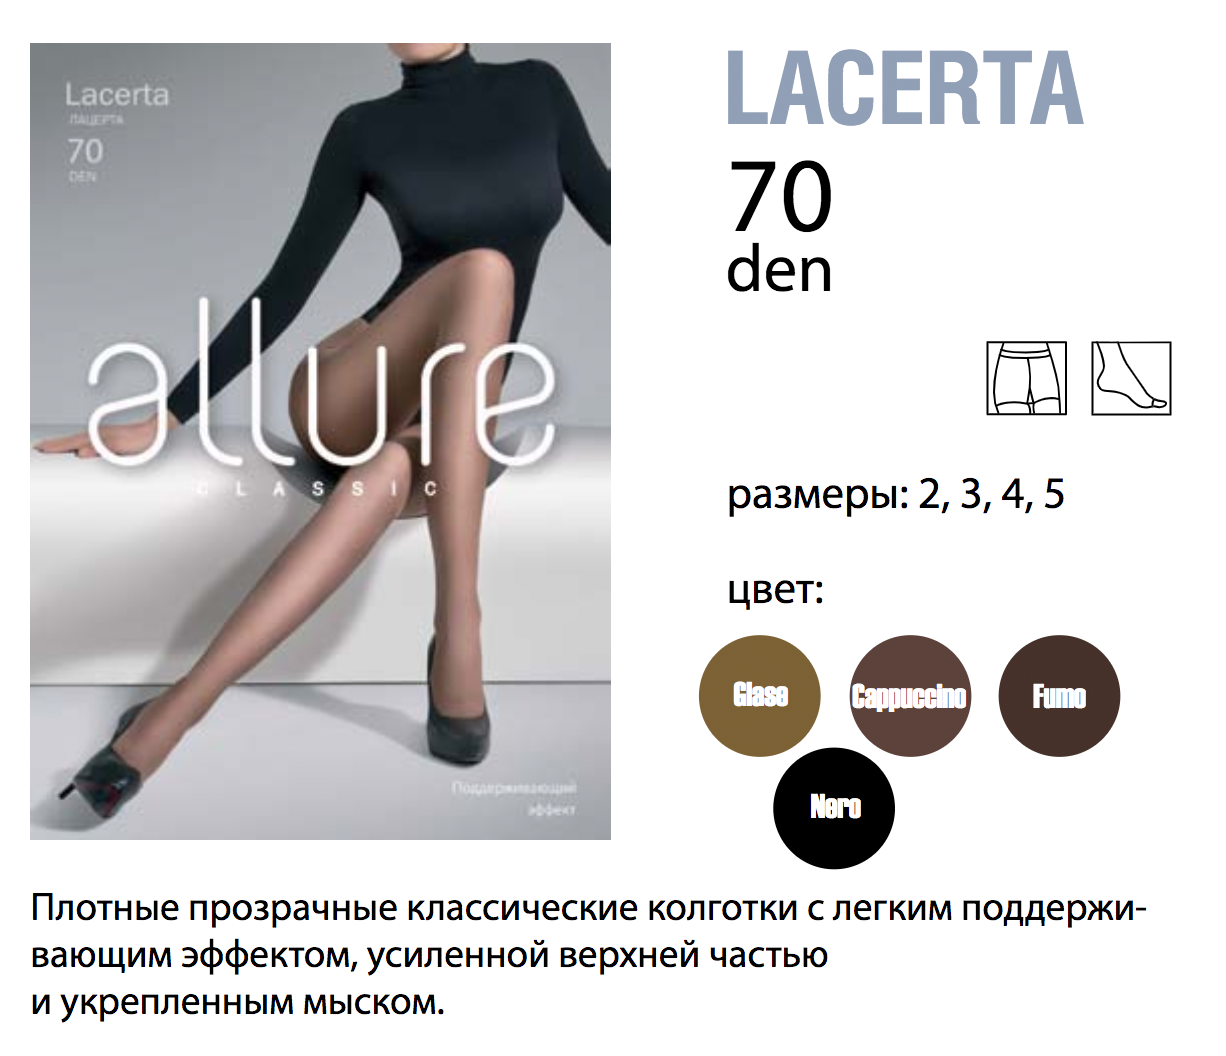 Lacerta
ЛАЦЕРТА
70
DEN
allure
CLASSIC
Поддерживающий
эффект
LACERTA
70
den
размеры: 2, 3, 4, 5
цвет:
Glase
Cappuccino
Fumo
Nero
Плотные прозрачные классические колготки с легким поддержи-
вающим эффектом, усиленной верхней частью
и укрепленным мыском.